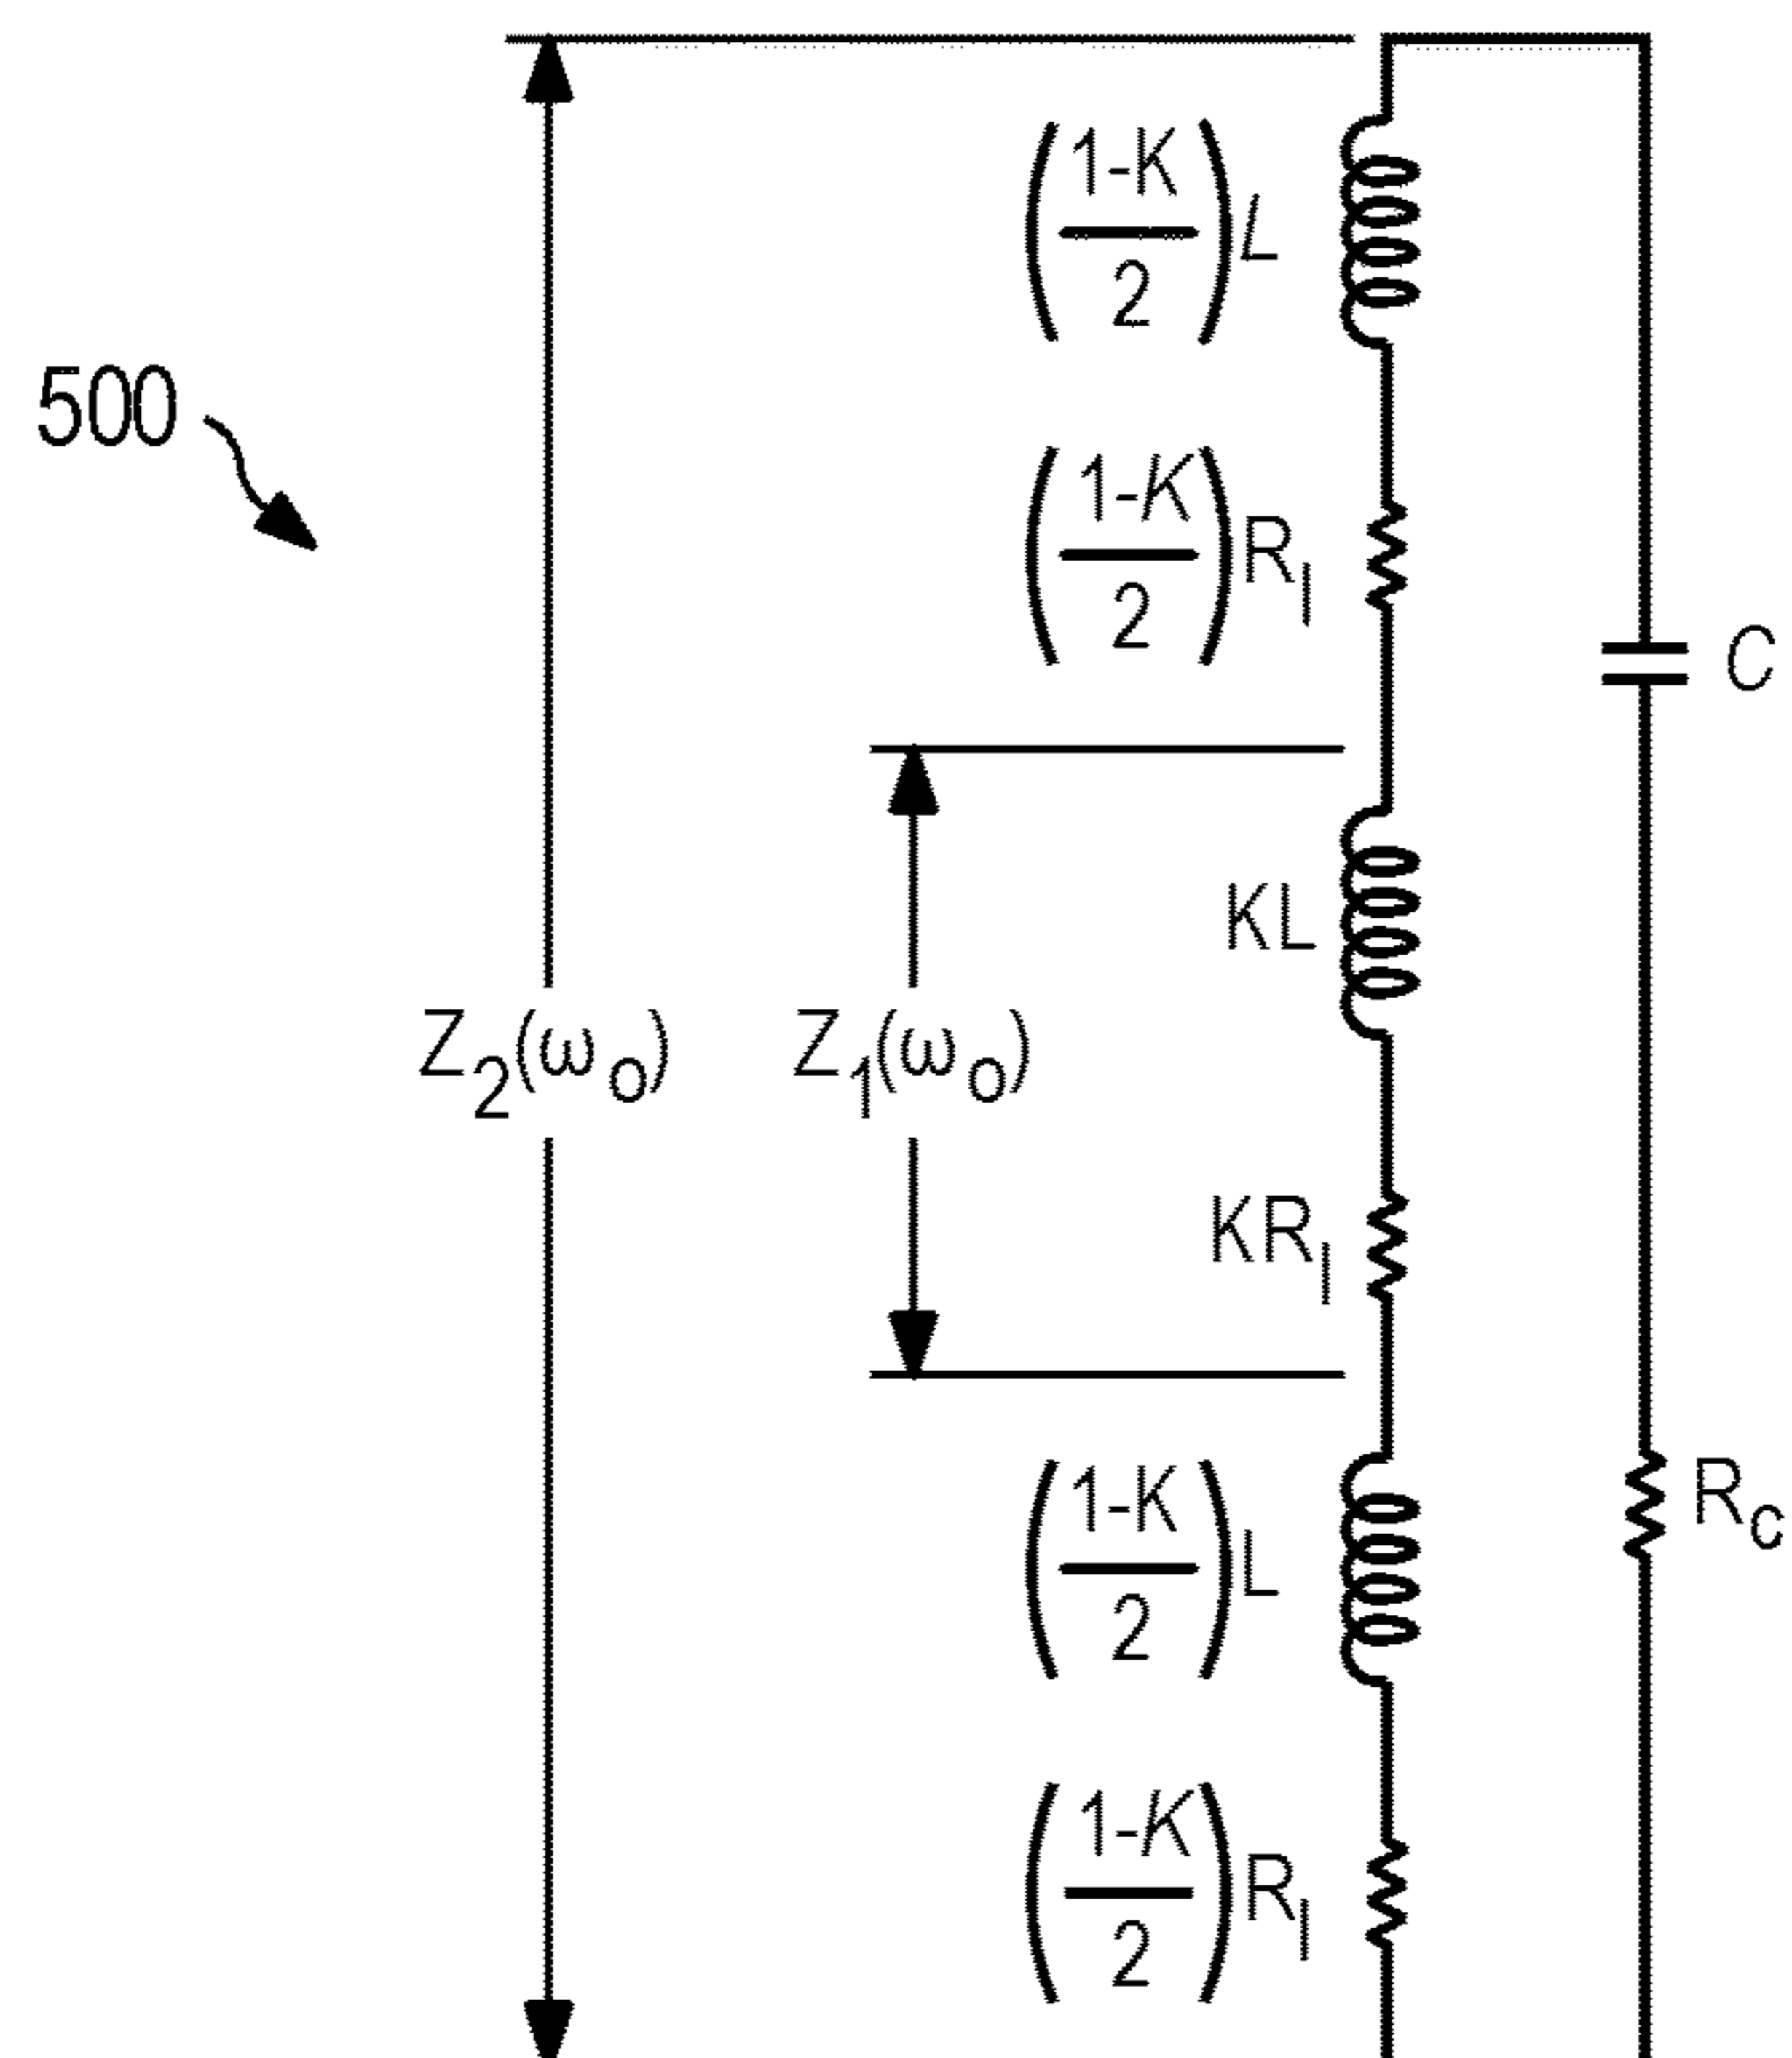 (1-K/2)L
500
(1-K/2)R_l
C
KL
Z_2(ω_o)
Z_1(ω_o)
KR_l
(1-K/2)L
R_c
(1-K/2)R_l